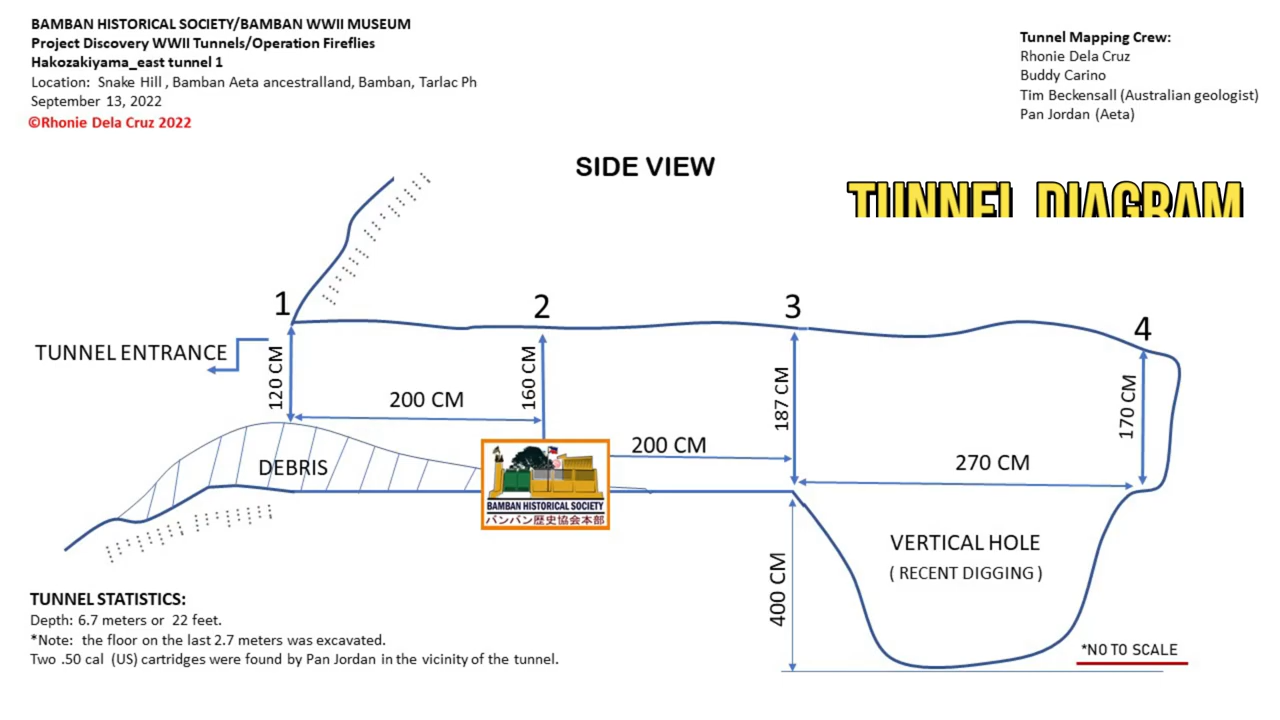 BAMBAN HISTORICAL SOCIETY/BAMBAN WWII MUSEUM
Project Discovery WWII Tunnels/Operation Fireflies
Hakozakiyama_east tunnel 1
Location: Snake Hill , Bamban Aeta ancestralland, Bamban, Tarlac Ph
September 13, 2022
©Rhonie Dela Cruz 2022
Tunnel Mapping Crew:
Rhonie Dela Cruz
Buddy Carino
Tim Beckensall (Australian geologist)
Pan Jordan (Aeta)
SIDE VIEW
TUNNEL DIAGRAM
1
2
3
4
TUNNEL ENTRANCE
120 CM
200 CM
160 CM
200 CM
187 CM
270 CM
170 CM
DEBRIS
BAMBAN HISTORICAL SOCIETY
バンバン歴史協会本部
VERTICAL HOLE
( RECENT DIGGING )
400 CM
TUNNEL STATISTICS:
Depth: 6.7 meters or 22 feet.
*Note: the floor on the last 2.7 meters was excavated.
Two .50 cal (US) cartridges were found by Pan Jordan in the vicinity of the tunnel.
*NO TO SCALE